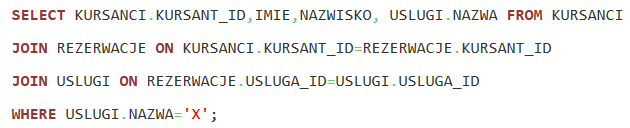 SELECT KURSANCI.KURSANT_ID,IMIE,NAZWISKO, USLUGI.NAZWA FROM KURSANCI
JOIN REZERWACJE ON KURSANCI.KURSANT_ID=REZERWACJE.KURSANT_ID
JOIN USLUGI ON REZERWACJE.USLUGA_ID=USLUGI.USLUGA_ID
WHERE USLUGI.NAZWA='X';